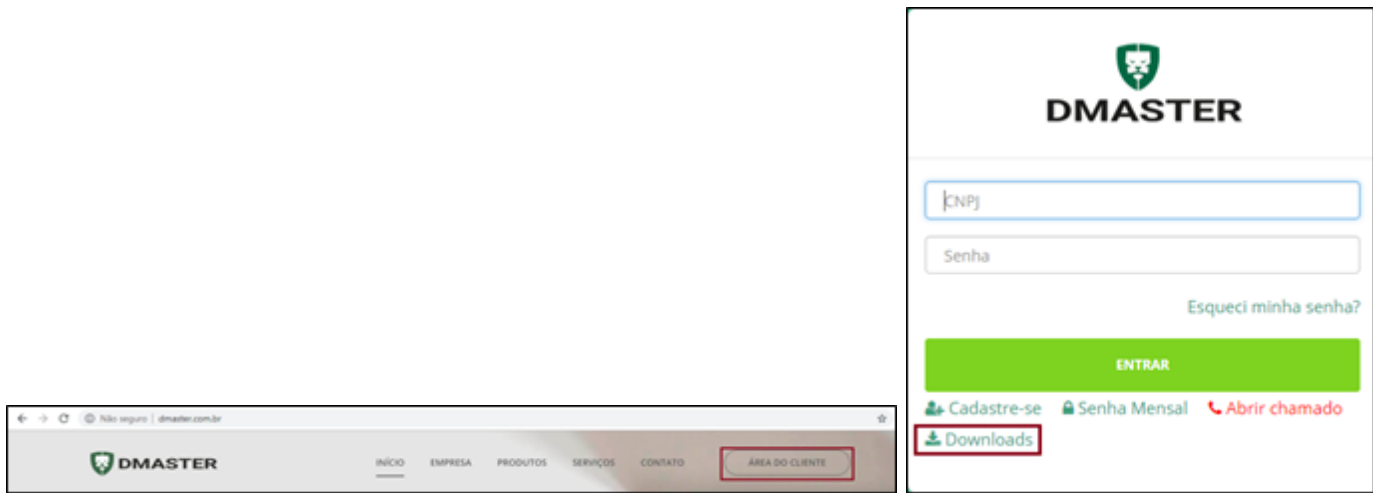 Não seguro | dmaster.com.br
DMASTER
INÍCIO EMPRESA PRODUTOS SERVIÇOS CONTATO ÁREA DO CLIENTE
DMASTER
CNPJ
Senha
Esqueci minha senha?
ENTRAR
Cadastre-se Senha Mensal Abrir chamado
Downloads